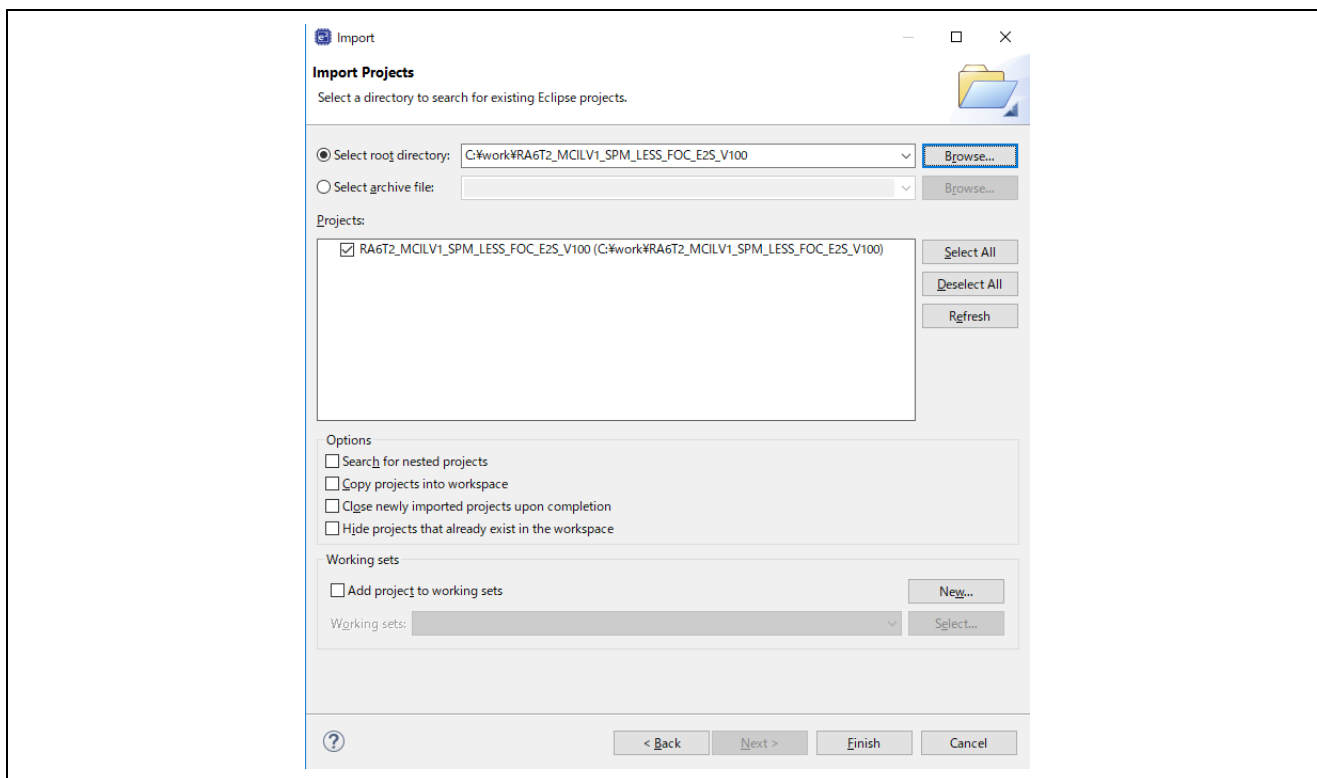 Import
Import Projects
Select a directory to search for existing Eclipse projects.
Select root directory: C:¥work¥RA6T2_MCILV1_SPM_LESS_FOC_E2S_V100 Browse...
Select archive file: Browse...
Projects:
RA6T2_MCILV1_SPM_LESS_FOC_E2S_V100 (C:¥work¥RA6T2_MCILV1_SPM_LESS_FOC_E2S_V100)
Select All
Deselect All
Refresh
Options
Search for nested projects
Copy projects into workspace
Close newly imported projects upon completion
Hide projects that already exist in the workspace
Working sets
Add project to working sets New...
Working sets: Select...
? < Back Next > Finish Cancel